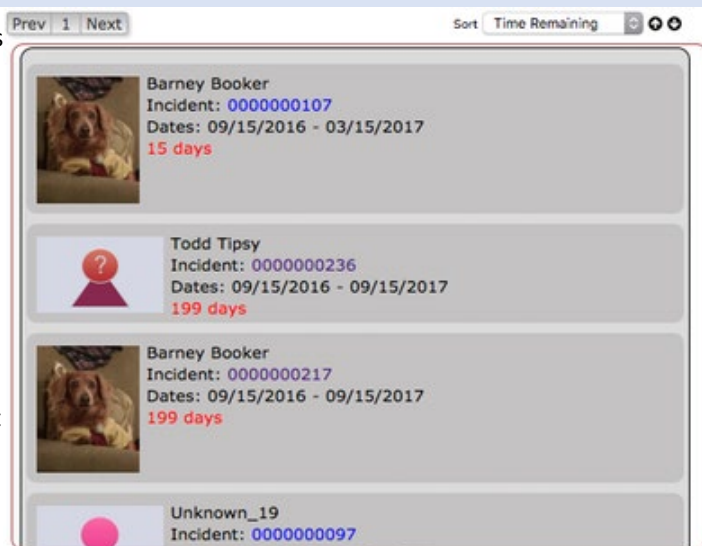 Prev 1 Next
Sort Time Remaining
s
Barney Booker
Incident: 0000000107
Dates: 09/15/2016 - 03/15/2017
15 days
?
Todd Tipsy
Incident: 0000000236
Dates: 09/15/2016 - 09/15/2017
199 days
Barney Booker
Incident: 0000000217
Dates: 09/15/2016 - 09/15/2017
199 days
Unknown_19
Incident: 0000000097